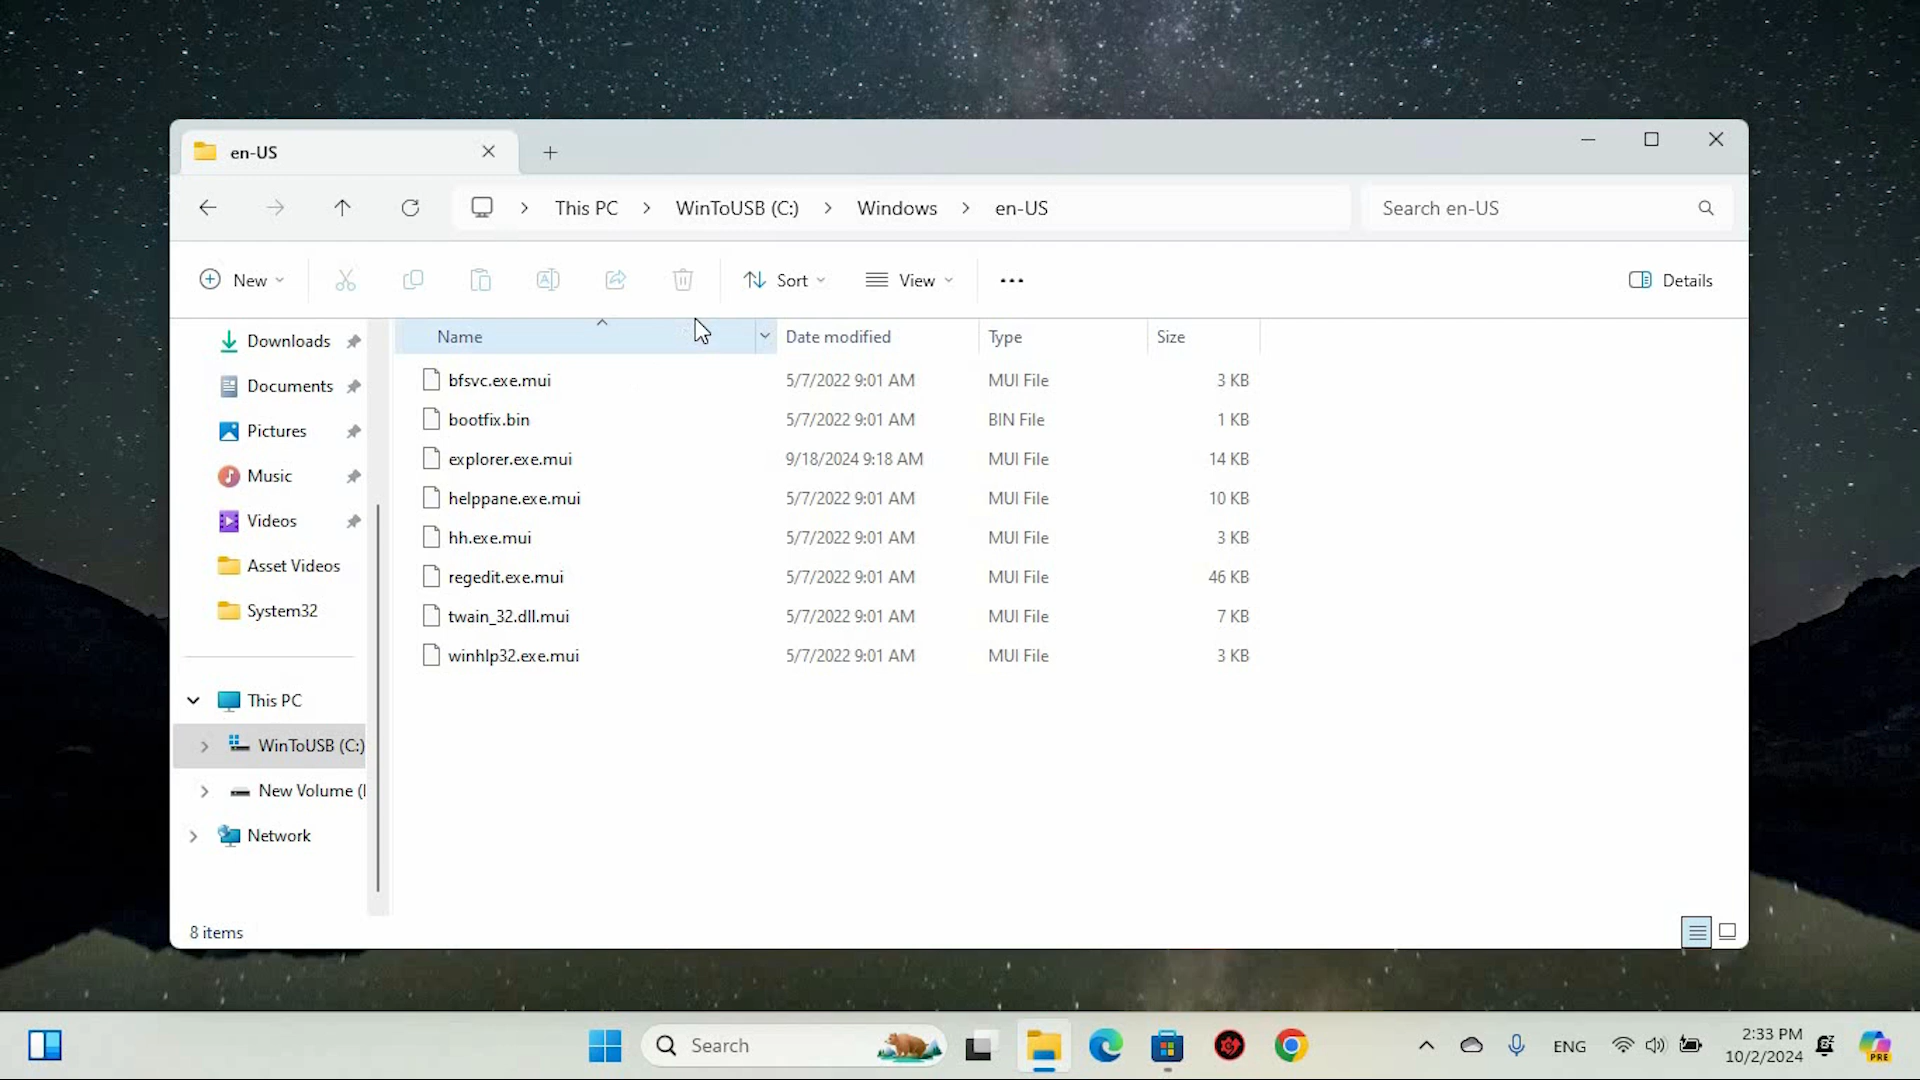 en-US
This PC > WinToUSB (C:) > Windows > en-US
Search en-US
New
Sort
View
Details
Downloads
Documents
Pictures
Music
Videos
Asset Videos
System32
This PC
WinToUSB (C:)
New Volume (
Network
Name Date modified Type Size
bfsvc.exe.mui 5/7/2022 9:01 AM MUI File 3 KB
bootfix.bin 5/7/2022 9:01 AM BIN File 1 KB
explorer.exe.mui 9/18/2024 9:18 AM MUI File 14 KB
helppane.exe.mui 5/7/2022 9:01 AM MUI File 10 KB
hh.exe.mui 5/7/2022 9:01 AM MUI File 3 KB
regedit.exe.mui 5/7/2022 9:01 AM MUI File 46 KB
twain_32.dll.mui 5/7/2022 9:01 AM MUI File 7 KB
winhlp32.exe.mui 5/7/2022 9:01 AM MUI File 3 KB
8 items
Search
ENG
2:33 PM
10/2/2024
PRE